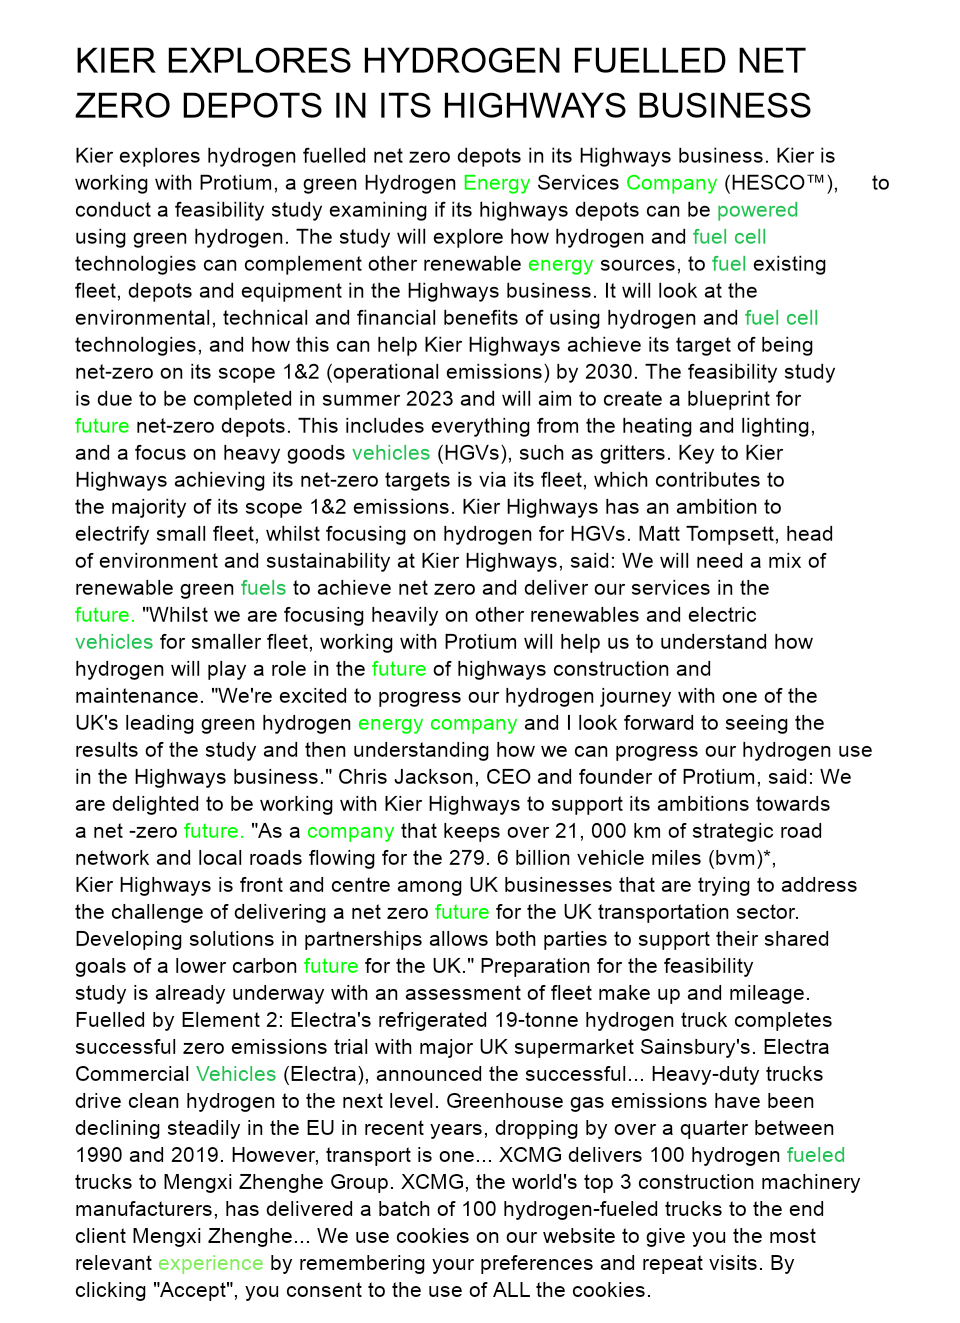 KIER EXPLORES HYDROGEN FUELLED NET
ZERO DEPOTS IN ITS HIGHWAYS BUSINESS
Kier explores hydrogen fuelled net zero depots in its Highways business. Kier is
working with Protium, a green Hydrogen Energy Services Company (HESCO™), to
conduct a feasibility study examining if its highways depots can be powered
using green hydrogen. The study will explore how hydrogen and fuel cell
technologies can complement other renewable energy sources, to fuel existing
fleet, depots and equipment in the Highways business. It will look at the
environmental, technical and financial benefits of using hydrogen and fuel cell
technologies, and how this can help Kier Highways achieve its target of being
net-zero on its scope 1&2 (operational emissions) by 2030. The feasibility study
is due to be completed in summer 2023 and will aim to create a blueprint for
future net-zero depots. This includes everything from the heating and lighting,
and a focus on heavy goods vehicles (HGVs), such as gritters. Key to Kier
Highways achieving its net-zero targets is via its fleet, which contributes to
the majority of its scope 1&2 emissions. Kier Highways has an ambition to
electrify small fleet, whilst focusing on hydrogen for HGVs. Matt Tompsett, head
of environment and sustainability at Kier Highways, said: We will need a mix of
renewable green fuels to achieve net zero and deliver our services in the
future. "Whilst we are focusing heavily on other renewables and electric
vehicles for smaller fleet, working with Protium will help us to understand how
hydrogen will play a role in the future of highways construction and
maintenance. "We're excited to progress our hydrogen journey with one of the
UK's leading green hydrogen energy company and I look forward to seeing the
results of the study and then understanding how we can progress our hydrogen use
in the Highways business." Chris Jackson, CEO and founder of Protium, said: We
are delighted to be working with Kier Highways to support its ambitions towards
a net -zero future. "As a company that keeps over 21, 000 km of strategic road
network and local roads flowing for the 279. 6 billion vehicle miles (bvm)*,
Kier Highways is front and centre among UK businesses that are trying to address
the challenge of delivering a net zero future for the UK transportation sector.
Developing solutions in partnerships allows both parties to support their shared
goals of a lower carbon future for the UK." Preparation for the feasibility
study is already underway with an assessment of fleet make up and mileage.
Fuelled by Element 2: Electra's refrigerated 19-tonne hydrogen truck completes
successful zero emissions trial with major UK supermarket Sainsbury's. Electra
Commercial Vehicles (Electra), announced the successful... Heavy-duty trucks
drive clean hydrogen to the next level. Greenhouse gas emissions have been
declining steadily in the EU in recent years, dropping by over a quarter between
1990 and 2019. However, transport is one... XCMG delivers 100 hydrogen fueled
trucks to Mengxi Zhenghe Group. XCMG, the world's top 3 construction machinery
manufacturers, has delivered a batch of 100 hydrogen-fueled trucks to the end
client Mengxi Zhenghe... We use cookies on our website to give you the most
relevant experience by remembering your preferences and repeat visits. By
clicking "Accept", you consent to the use of ALL the cookies.